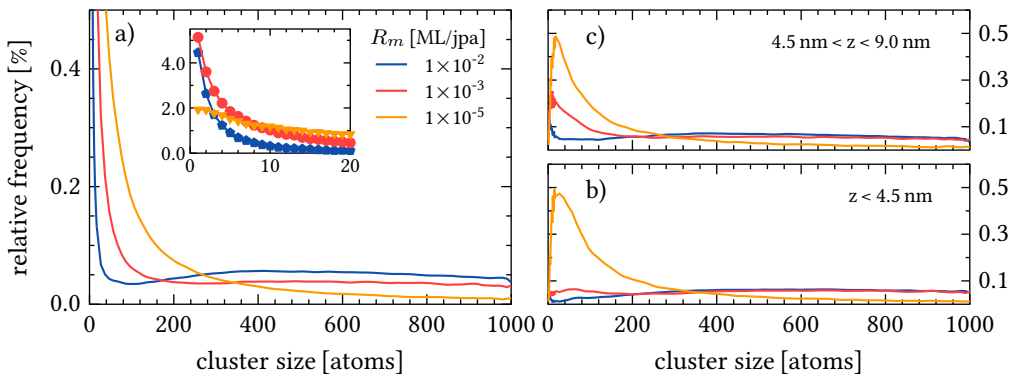 a)
R_m [ML/jpa]
1×10⁻²
1×10⁻³
1×10⁻⁵
4.0
2.0
0.0
0 10 20
relative frequency [%]
0.4
0.2
0.0
0 200 400 600 800 1000
cluster size [atoms]
c)
4.5 nm < z < 9.0 nm
0.5
0.3
0.1
b)
z < 4.5 nm
0.5
0.3
0.1
0 200 400 600 800 1000
cluster size [atoms]